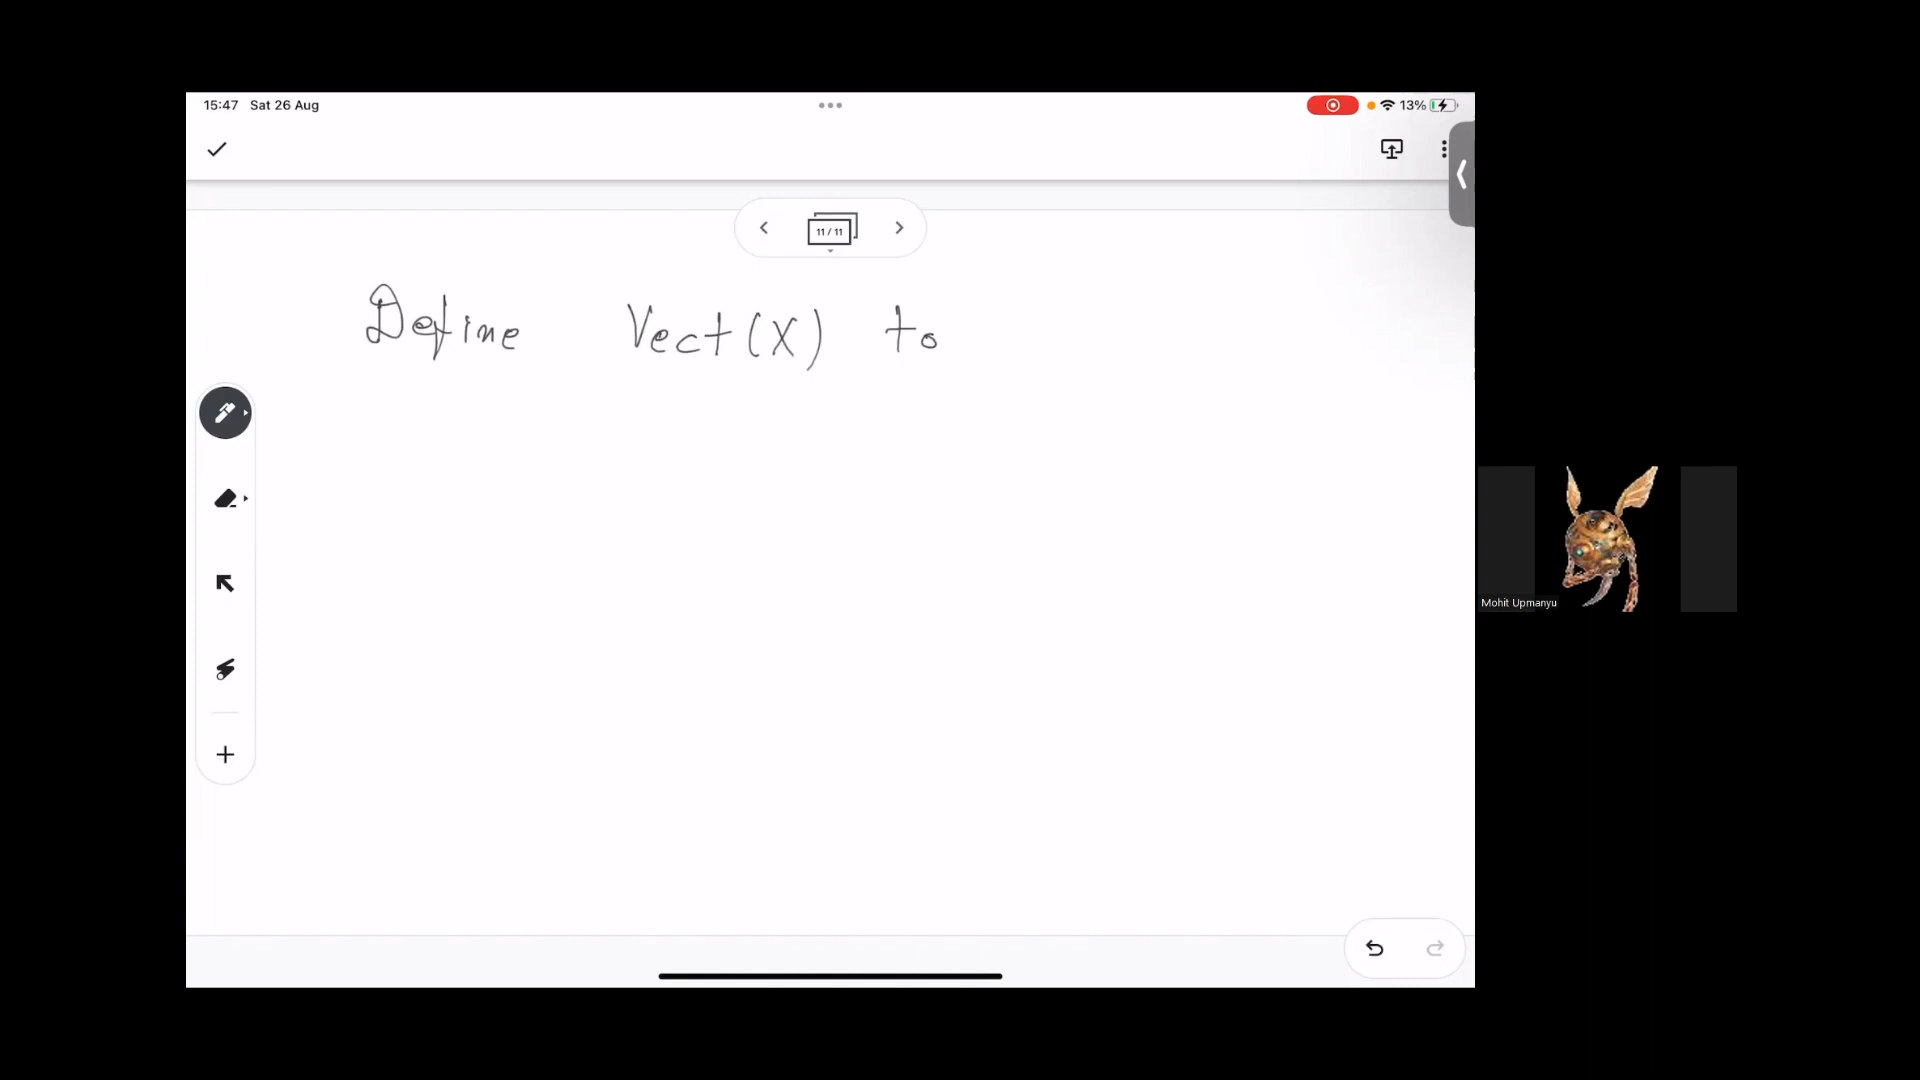 15:47 Sat 26 Aug
13%
11 / 11
Define Vect(X) to
Mohit Upmanyu